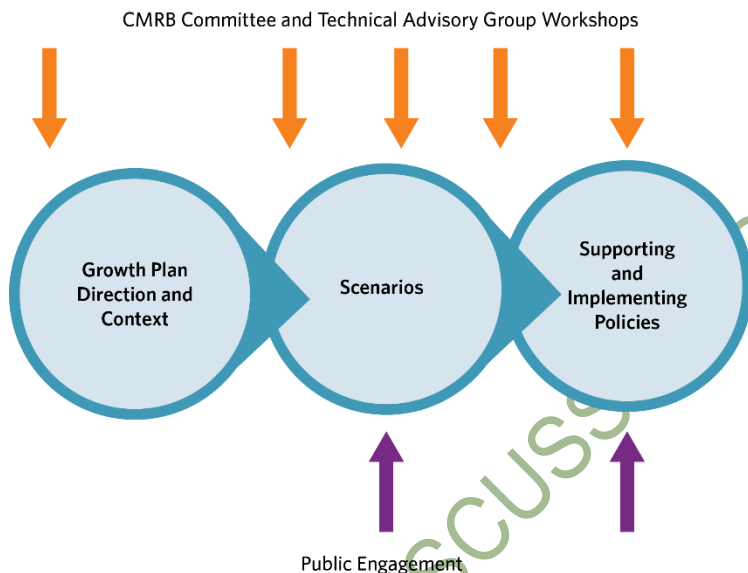 CMRB Committee and Technical Advisory Group Workshops
Growth Plan
Direction and
Context
Scenarios
Supporting
and
Implementing
Policies
Public Engagement